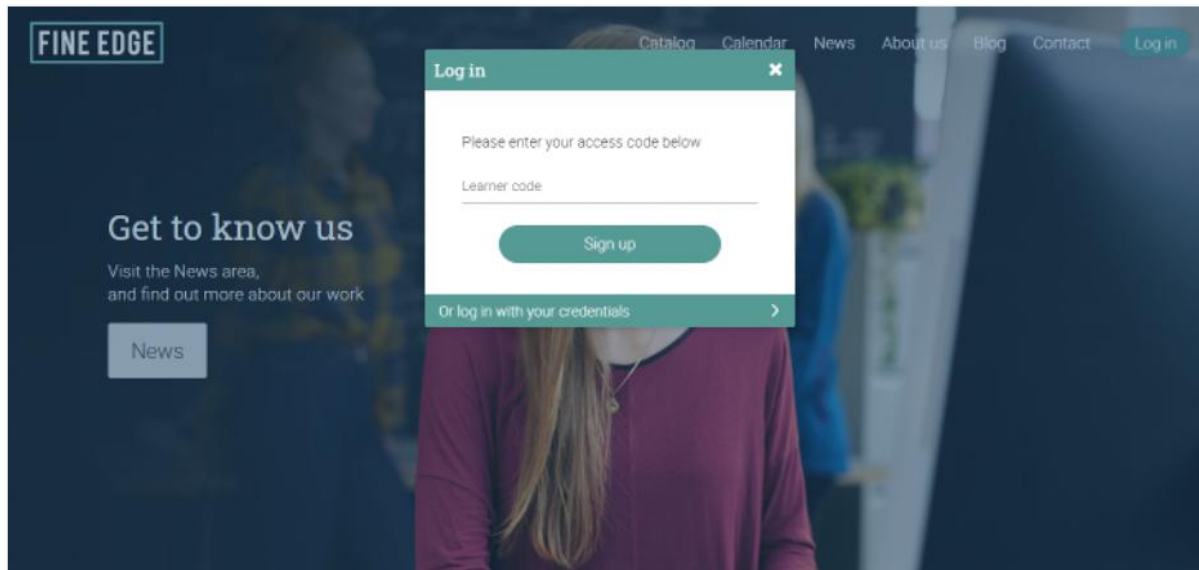 FINE EDGE
Catalog Calendar News About us Blog Contact Log in
Log in
Please enter your access code below
Learner code
Sign up
Or log in with your credentials
Get to know us
Visit the News area,
and find out more about our work
News